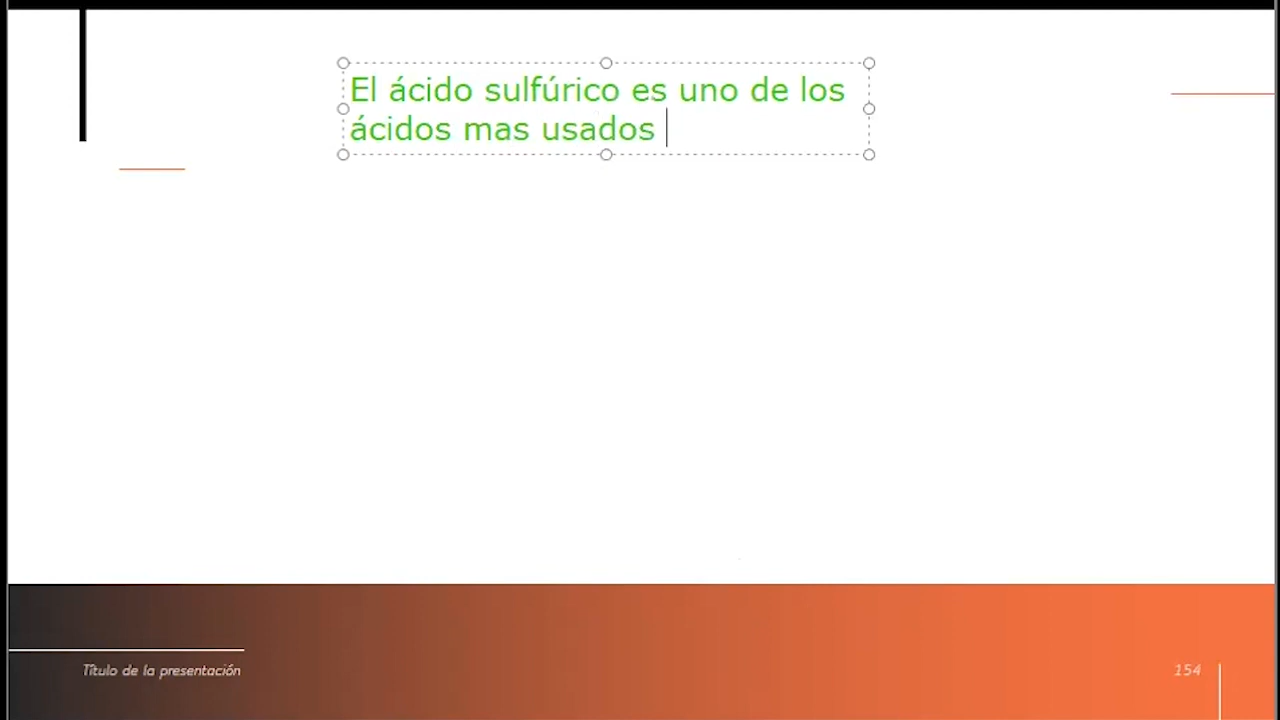 El ácido sulfúrico es uno de los
ácidos mas usados
Título de la presentación
154